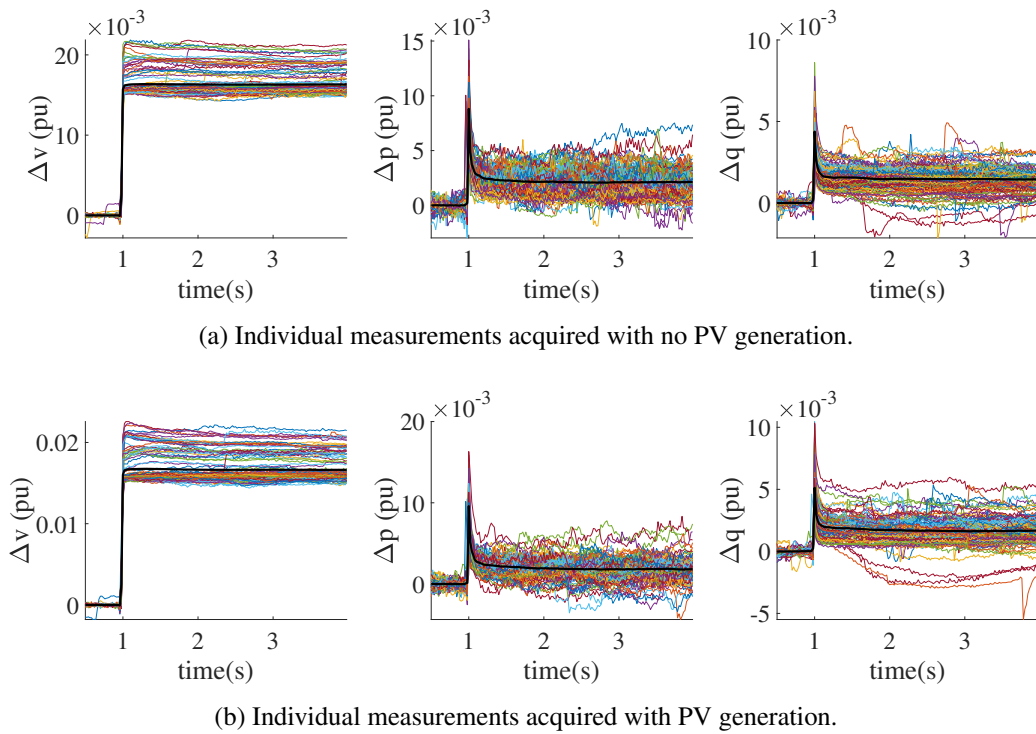 ×10⁻³ ×10⁻³ ×10⁻³
20 15 10
10 10 5
0 5 0
0
Δv (pu) Δp (pu) Δq (pu)
1 2 3 1 2 3 1 2 3
time(s) time(s) time(s)
(a) Individual measurements acquired with no PV generation.
×10⁻³ ×10⁻³
0.02 20 10
0.01 10 5
0 0 0
-5
Δv (pu) Δp (pu) Δq (pu)
1 2 3 1 2 3 1 2 3
time(s) time(s) time(s)
(b) Individual measurements acquired with PV generation.